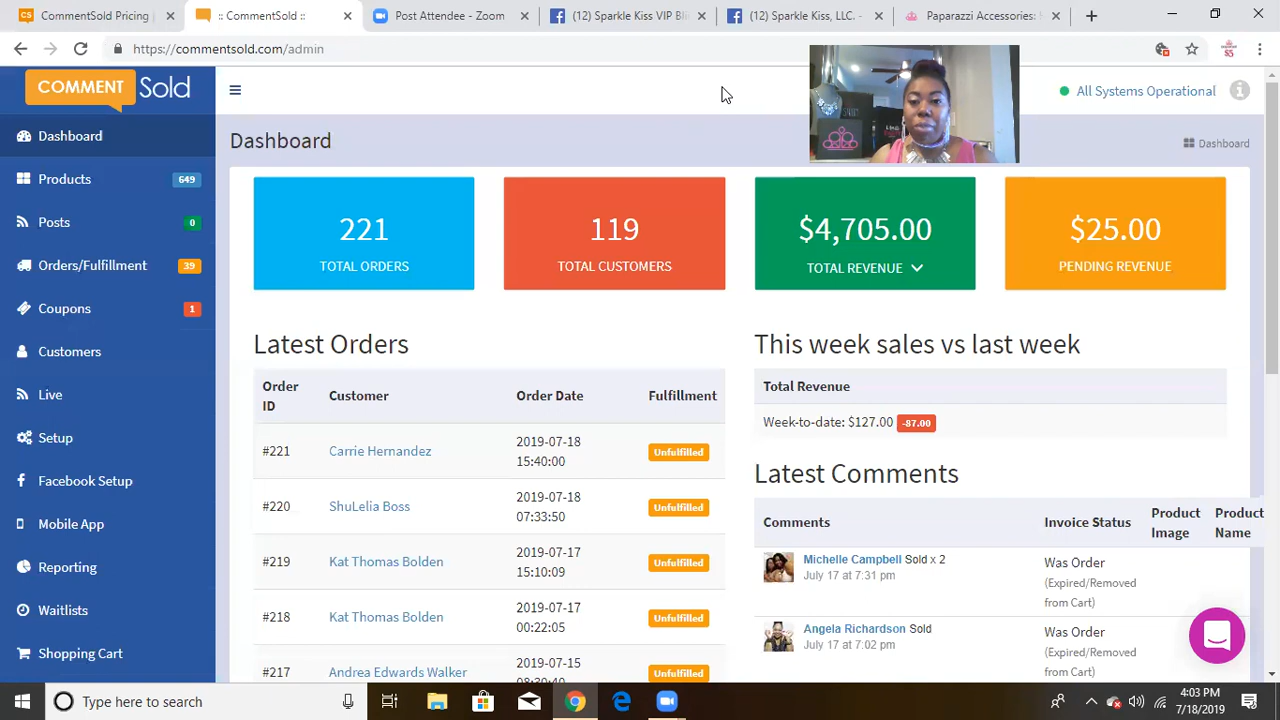 CommentSold Pricing
:: CommentSold ::
Post Attendee - Zoom
(12) Sparkle Kiss VIP Bli
(12) Sparkle Kiss, LLC. -
Paparazzi Accessories:
https://commentsold.com/admin
COMMENT Sold
All Systems Operational
Dashboard
Products 649
Posts 0
Orders/Fulfillment 39
Coupons 1
Customers
Live
Setup
Facebook Setup
Mobile App
Reporting
Waitlists
Shopping Cart
Dashboard
Dashboard
221
TOTAL ORDERS
119
TOTAL CUSTOMERS
$4,705.00
TOTAL REVENUE
$25.00
PENDING REVENUE
Latest Orders
Order ID Customer Order Date Fulfillment
#221 Carrie Hernandez 2019-07-18 15:40:00 Unfulfilled
#220 ShuLelia Boss 2019-07-18 07:33:50 Unfulfilled
#219 Kat Thomas Bolden 2019-07-17 15:10:09 Unfulfilled
#218 Kat Thomas Bolden 2019-07-17 00:22:05 Unfulfilled
#217 Andrea Edwards Walker 2019-07-15 Unfulfilled
This week sales vs last week
Total Revenue
Week-to-date: $127.00 -87.00
Latest Comments
Comments Invoice Status Product Image Product Name
Michelle Campbell Sold x 2
July 17 at 7:31 pm
Was Order
(Expired/Removed
from Cart)
Angela Richardson Sold
July 17 at 7:02 pm
Was Order
(Expired/Removed
from Cart)
Type here to search
4:03 PM
7/18/2019